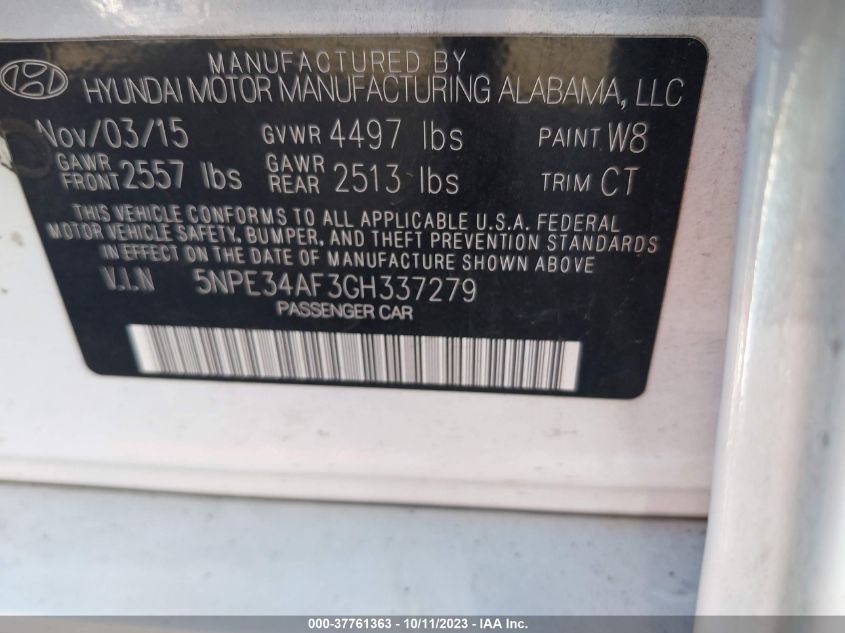 MANUFACTURED BY
HYUNDAI MOTOR MANUFACTURING ALABAMA, LLC
Nov/03/15 GVWR 4497 lbs PAINT W8
GAWR FRONT 2557 lbs GAWR REAR 2513 lbs TRIM CT
THIS VEHICLE CONFORMS TO ALL APPLICABLE U.S.A. FEDERAL
MOTOR VEHICLE SAFETY, BUMPER, AND THEFT PREVENTION STANDARDS
IN EFFECT ON THE DATE OF MANUFACTURE SHOWN ABOVE
V.I.N 5NPE34AF3GH337279
PASSENGER CAR
000-37761363 - 10/11/2023 - IAA Inc.